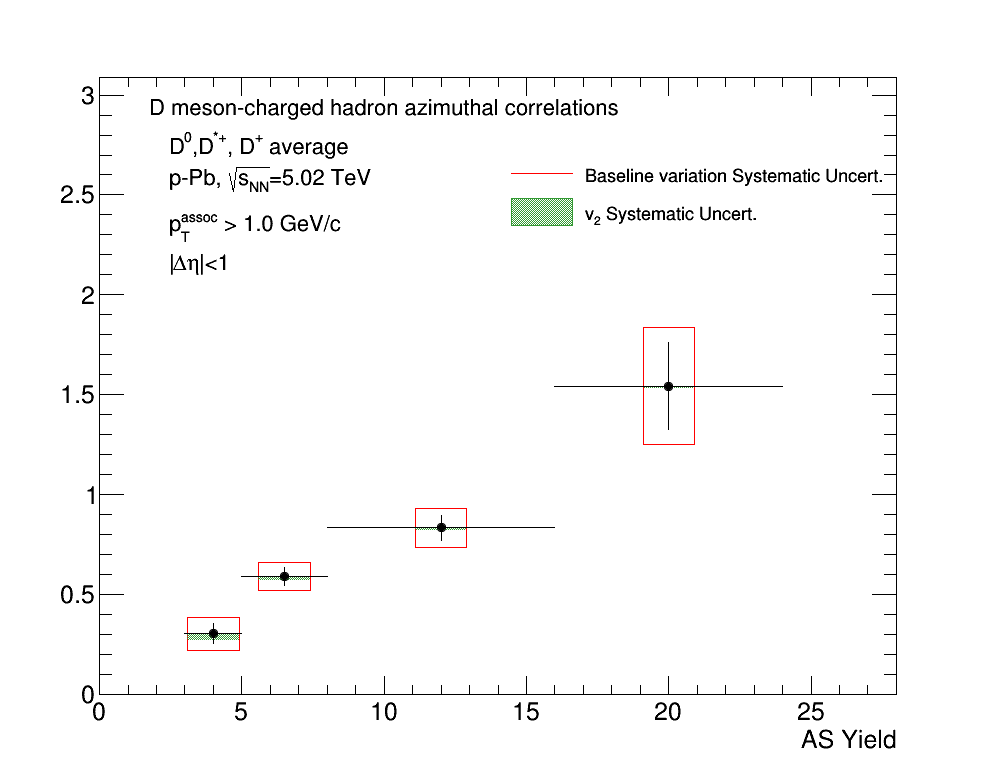 3
D meson-charged hadron azimuthal correlations
D⁰,D*⁺, D⁺ average
p-Pb, √s_NN=5.02 TeV
Baseline variation Systematic Uncert.
2.5
v₂ Systematic Uncert.
p_T^assoc > 1.0 GeV/c
|Δη|<1
2
1.5
1
0.5
0
0 5 10 15 20 25
AS Yield